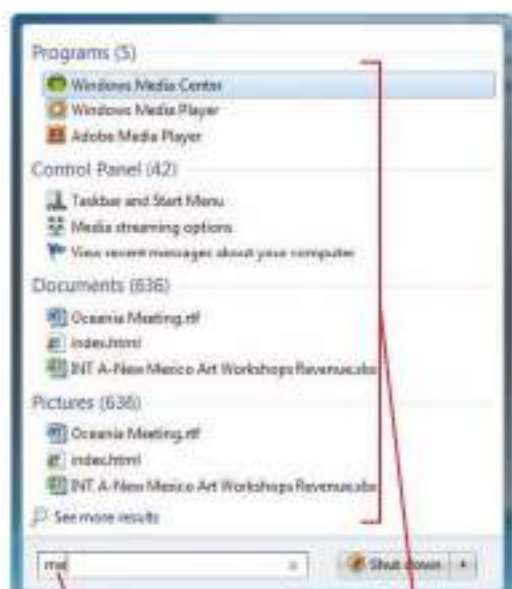 Programs (5)
Windows Media Center
Windows Media Player
Adobe Media Player
Control Panel (42)
Taskbar and Start Menu
Media streaming options
View recent messages about your computer
Documents (636)
Oceania Meeting.rtf
index.html
INT A-New Mexico Art Workshops Revenue.xlsx
Pictures (636)
Oceania Meeting.rtf
index.html
INT A-New Mexico Art Workshops Revenue.xlsx
See more results
me
Shut down